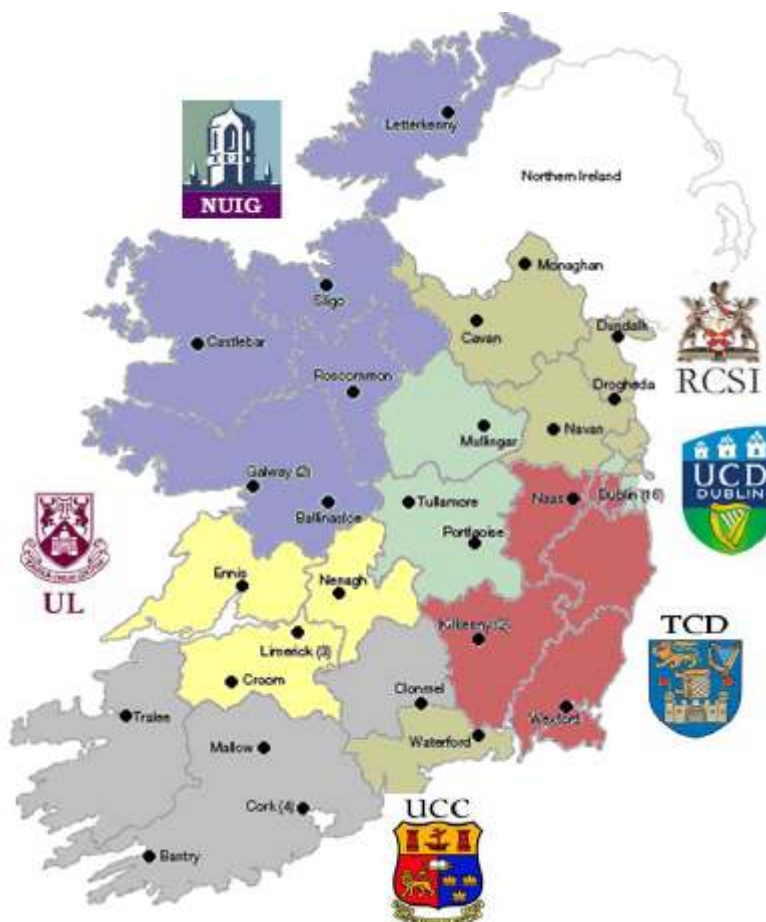 Letterkenny
NUIG
Northern Ireland
Monaghan
Sligo
Cavan
Dundalk
Castlebar
RCSI
Roscommon
Drogheda
Mullingar
Navan
UCD
DUBLIN
Galway (2)
Ballinasloe
Tullamore
Naas
Dublin (16)
Portlaoise
UL
Ennis
Nenagh
Kilkenny (2)
TCD
Limerick (3)
Croom
Clonmel
Wexford
Tralee
Mallow
Waterford
Cork (4)
UCC
Bantry